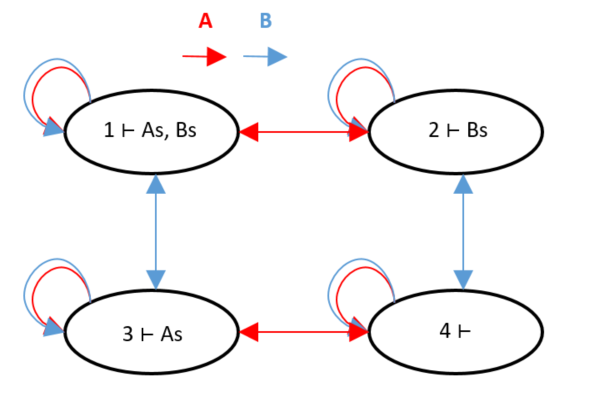 A B
1 ⊢ As, Bs
2 ⊢ Bs
3 ⊢ As
4 ⊢